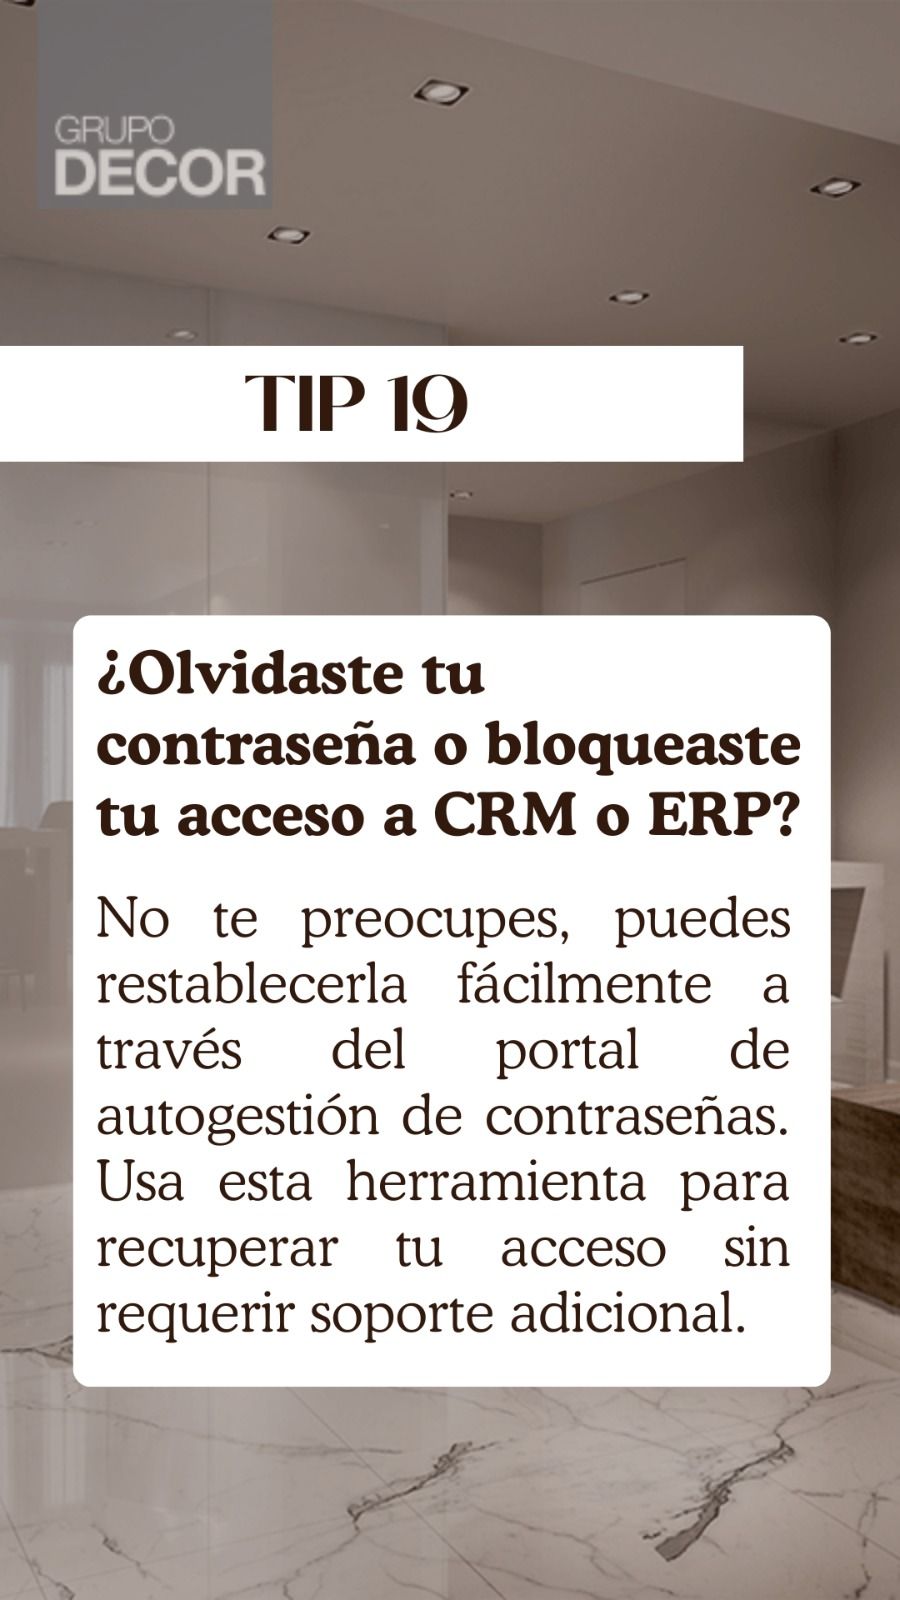 GRUPO
DECOR
TIP 19
¿Olvidaste tu
contraseña o bloqueaste
tu acceso a CRM o ERP?
No te preocupes, puedes
restablecerla fácilmente a
través del portal de
autogestión de contraseñas.
Usa esta herramienta para
recuperar tu acceso sin
requerir soporte adicional.